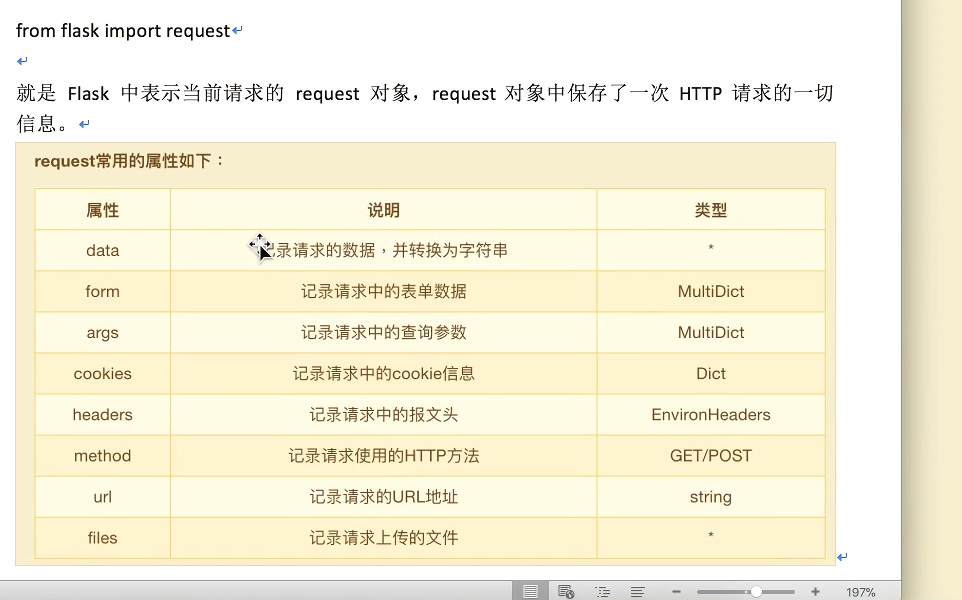 from flask import request
就是 Flask 中表示当前请求的 request 对象，request 对象中保存了一次 HTTP 请求的一切
信息。
request常用的属性如下：
属性 说明 类型
data 录请求的数据，并转换为字符串 *
form 记录请求中的表单数据 MultiDict
args 记录请求中的查询参数 MultiDict
cookies 记录请求中的cookie信息 Dict
headers 记录请求中的报文头 EnvironHeaders
method 记录请求使用的HTTP方法 GET/POST
url 记录请求的URL地址 string
files 记录请求上传的文件 *
197%